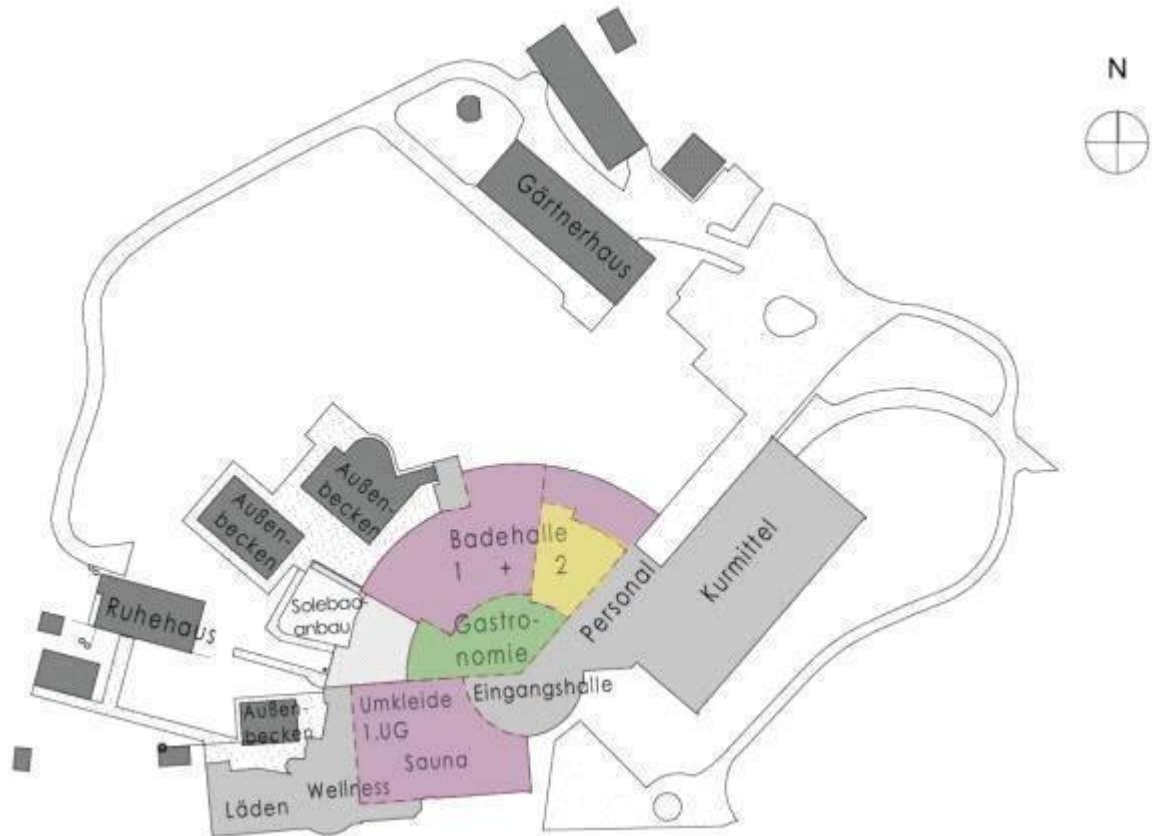 N
Gärtnerhaus
Außen-
becken
Außen-
becken
Badehalle
1 + 2
Kurmittel
Personal
Solebad-
anbau
Ruhehaus
Gastro-
nomie
Eingangshalle
Umkleide
1.UG
Sauna
Außen-
becken
Wellness
Läden